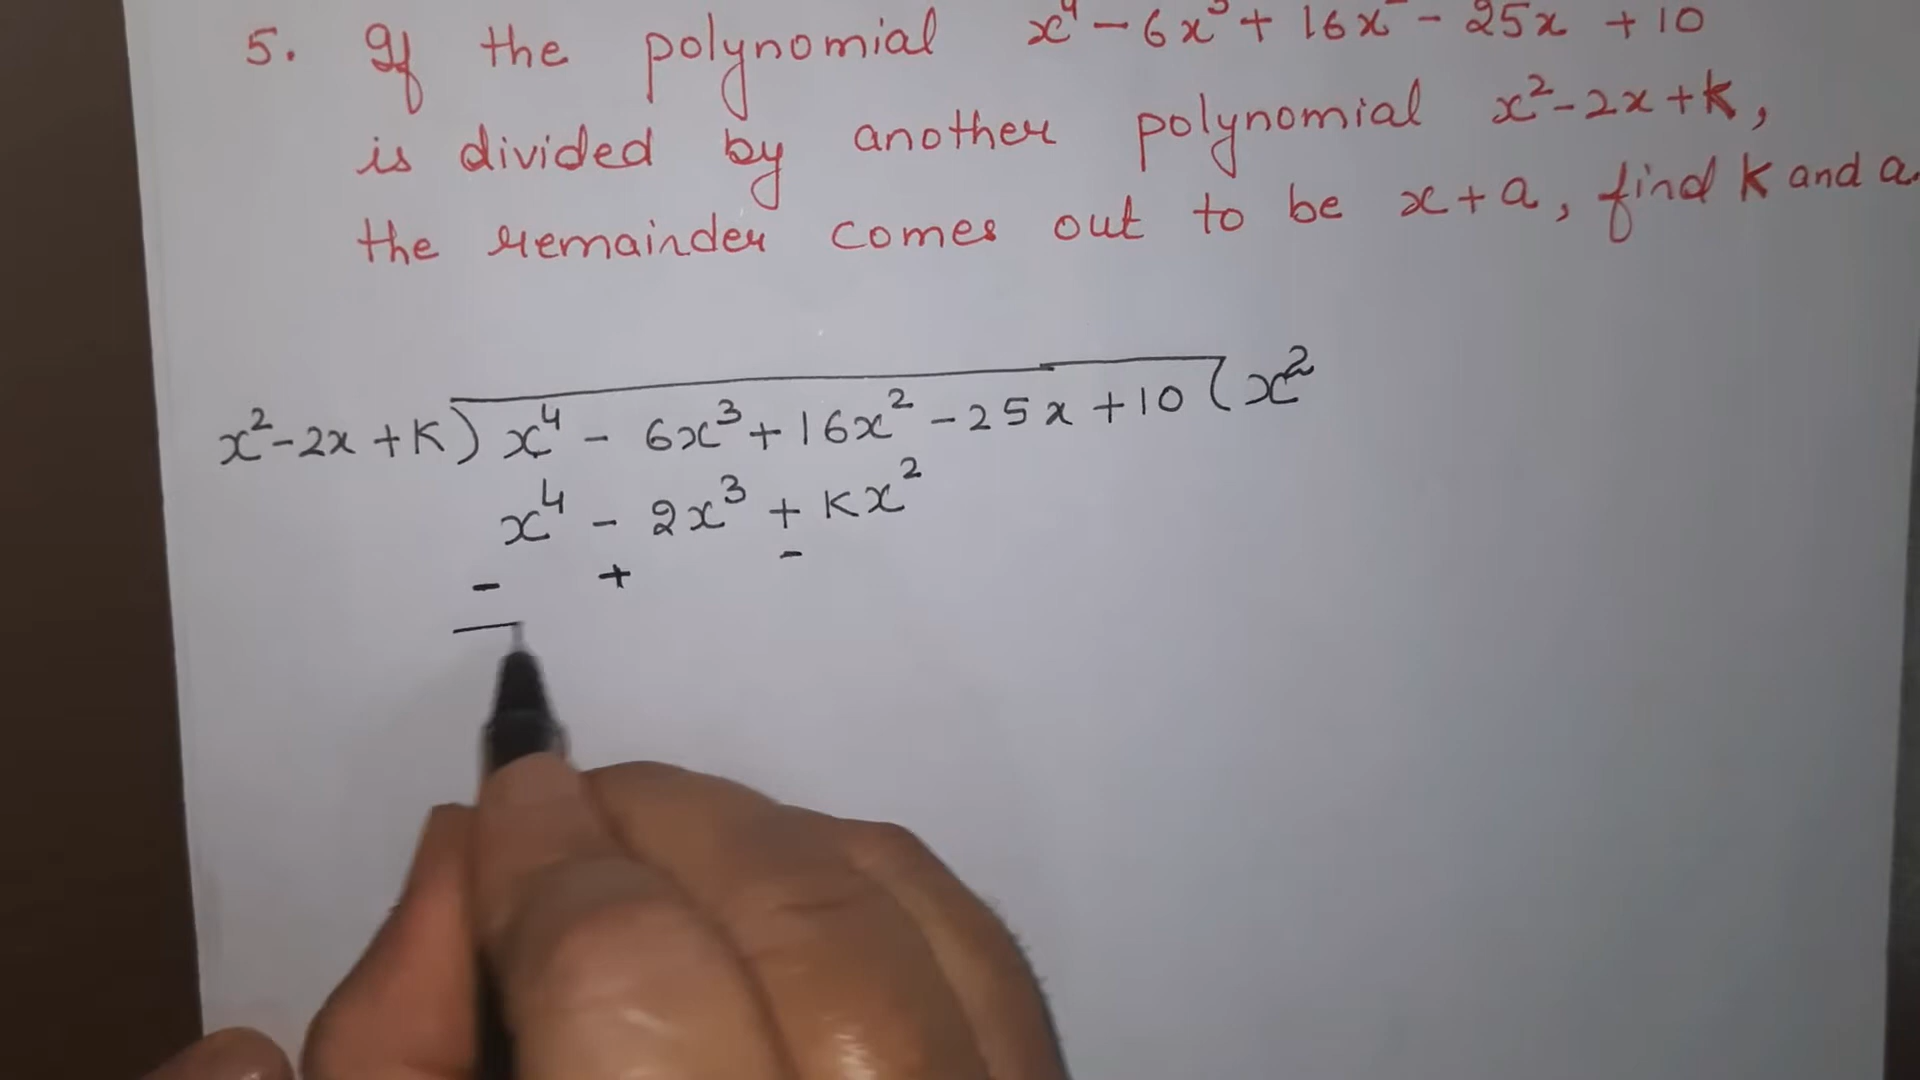 5. If the polynomial x⁴ - 6x³ + 16x² - 25x + 10
is divided by another polynomial x² - 2x + k,
the remainder comes out to be x + a, find k and a.
x² - 2x + k ) x⁴ - 6x³ + 16x² - 25x + 10 ( x²
x⁴ - 2x³ + kx²
- + -